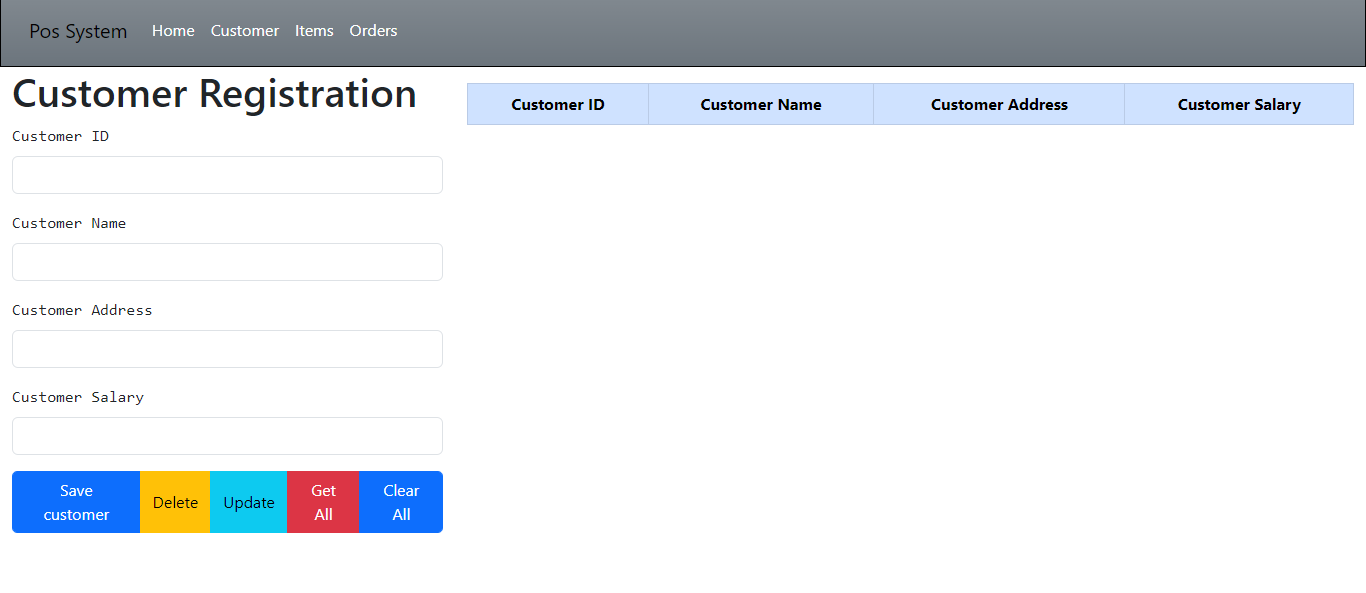 Pos System Home Customer Items Orders
Customer Registration
Customer ID
Customer Name
Customer Address
Customer Salary
Save
customer
Delete
Update
Get
All
Clear
All
Customer ID Customer Name Customer Address Customer Salary